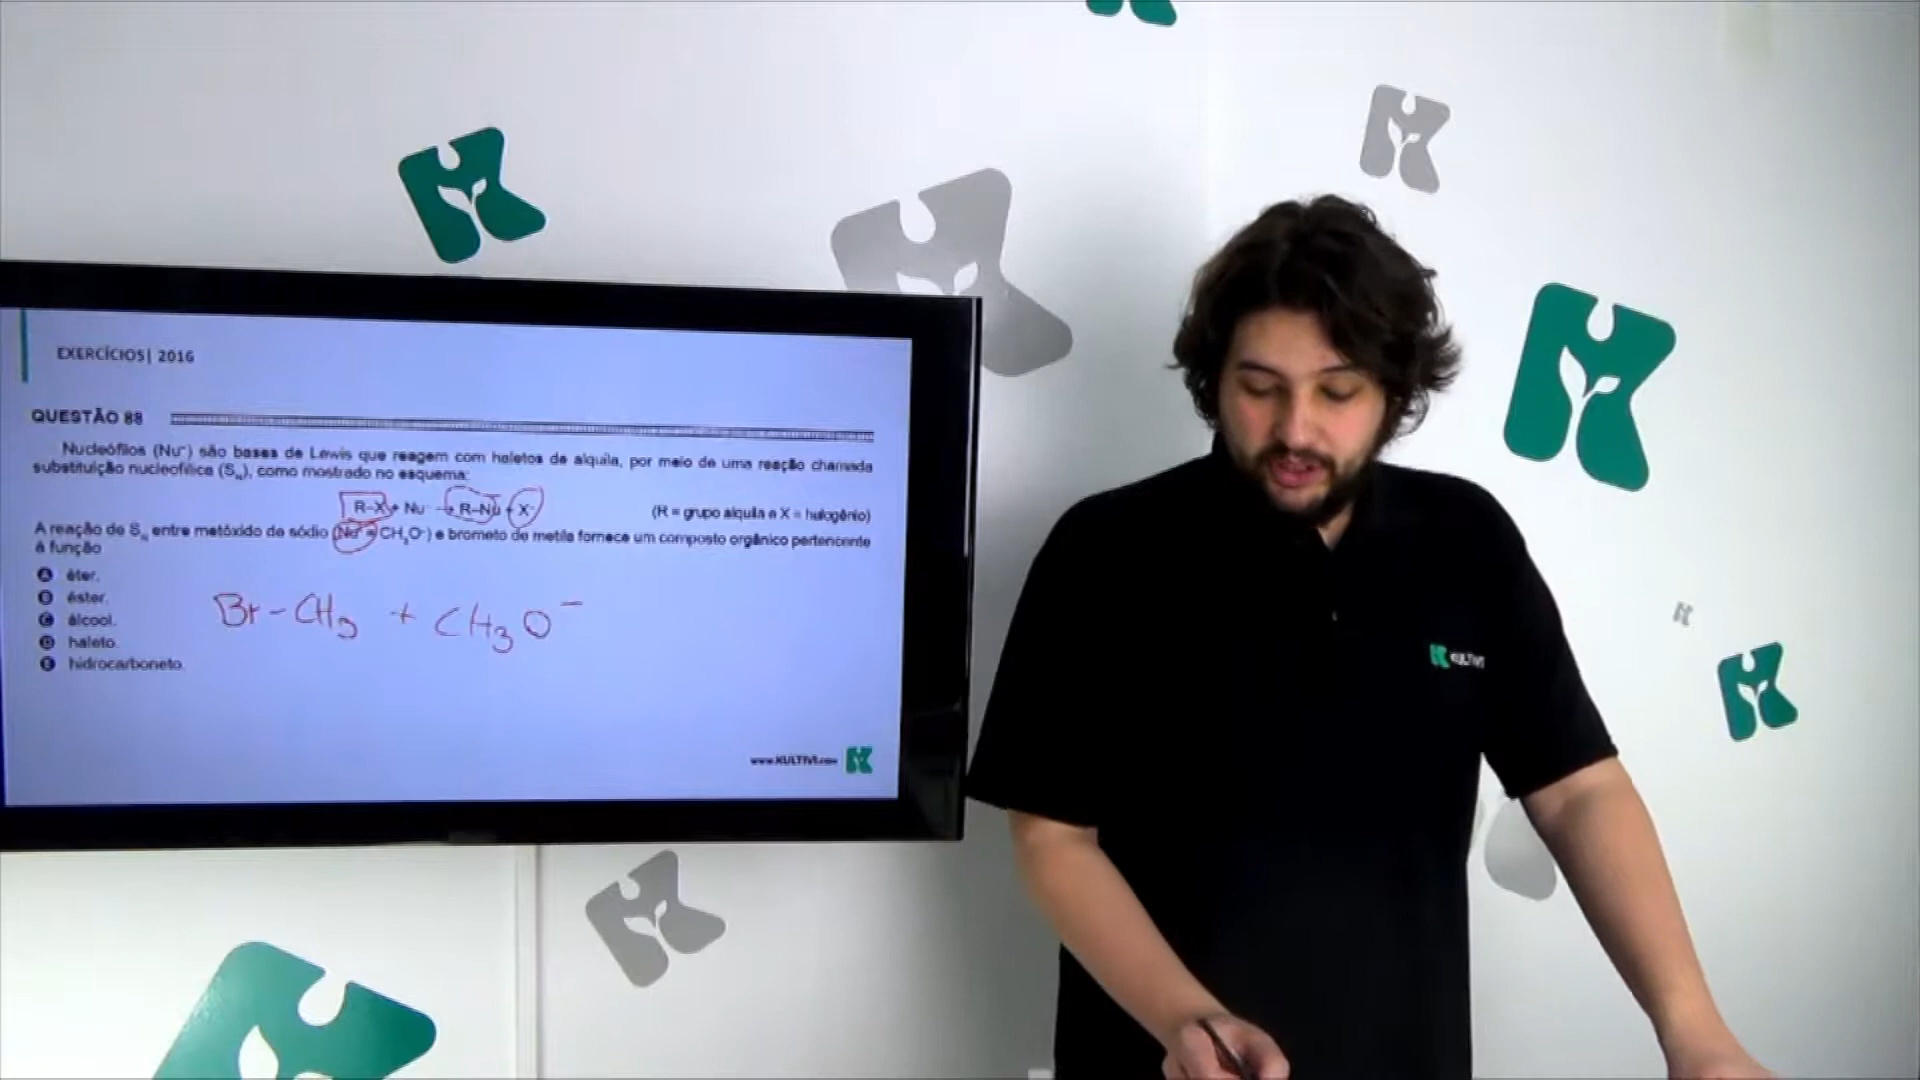 EXERCÍCIOS| 2016
QUESTÃO 88
Nucleófilos (Nu⁻) são bases de Lewis que reagem com haletos de alquila, por meio de uma reação chamada
substituição nucleofílica (S_N), como mostrado no esquema:
R–X + Nu⁻ → R–Nu + X⁻ (R = grupo alquila e X = halogênio)
A reação de S_N entre metóxido de sódio (Nu⁻ = CH₃O⁻) e brometo de metila fornece um composto orgânico pertencente
à função
A éter.
B éster.
C álcool.
D haleto.
E hidrocarboneto.
Br-CH₃ + CH₃O⁻
www.KULTIVI.com
KULTIVI